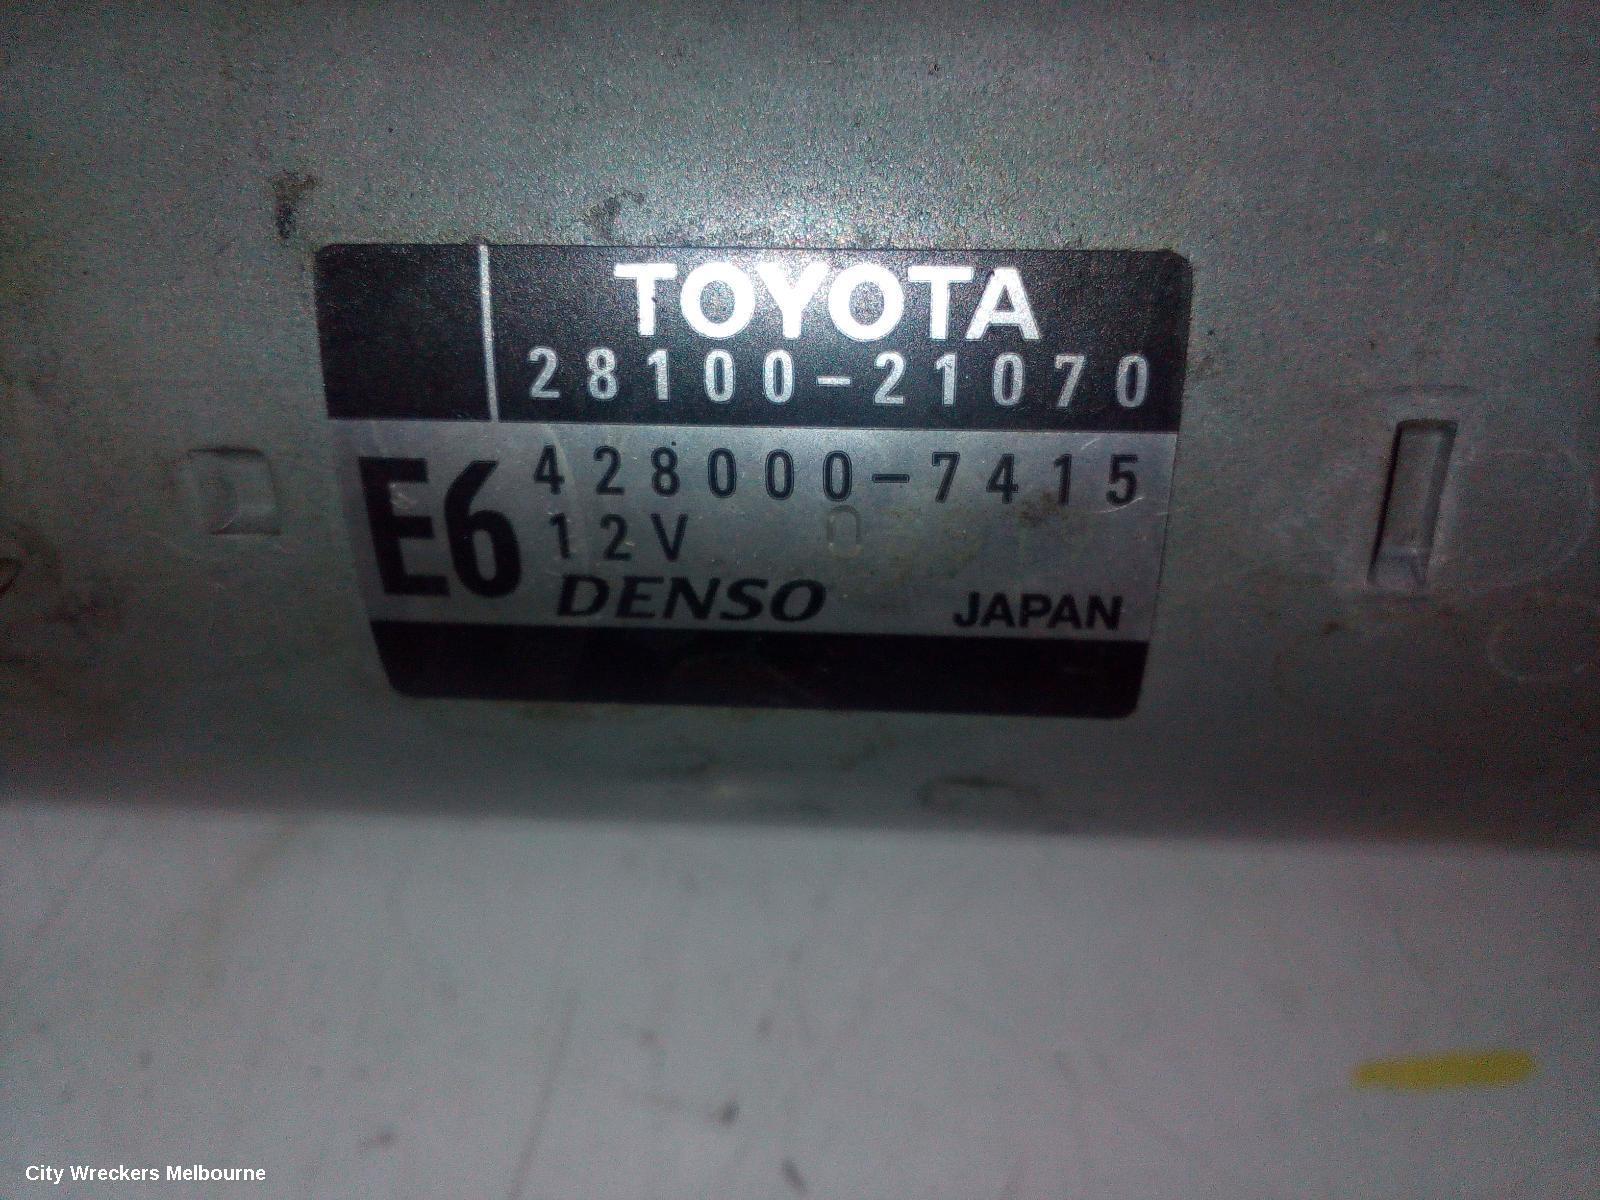 TOYOTA
28100-21070
E6
428000-7415
12V
DENSO JAPAN
City Wreckers Melbourne